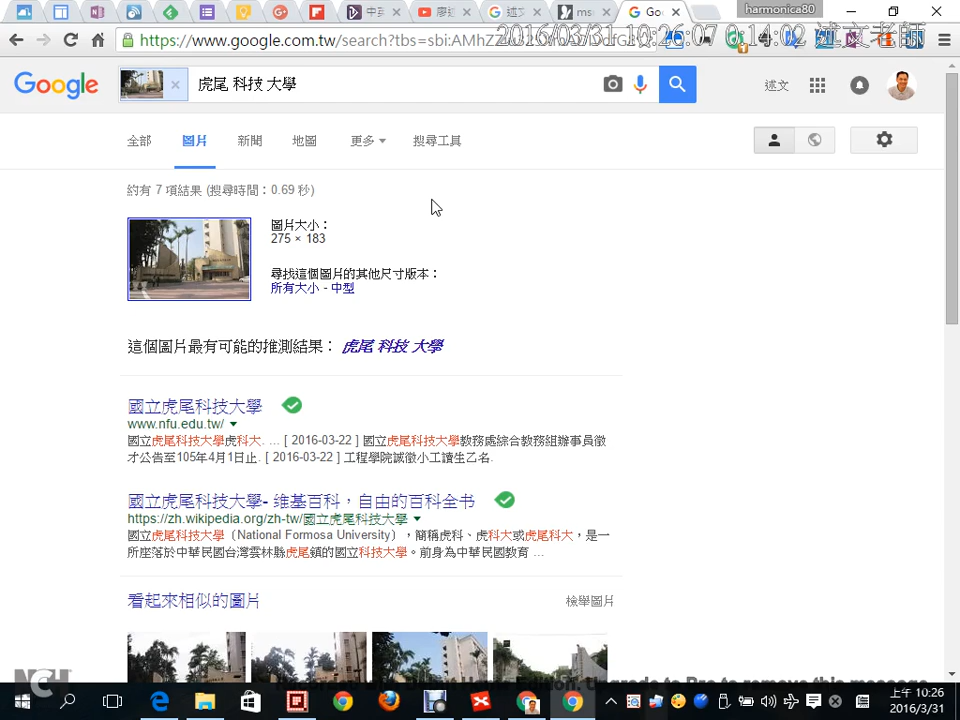 中到
廖
述文
ms
Goo
harmonica80
https://www.google.com.tw/search?tbs=sbi:AMhZZ
2016/03/31 10:26:07 0:14:02 述文老師
Google
虎尾 科技 大學
述文
全部
圖片
新聞
地圖
更多
搜尋工具
約有 7 項結果 (搜尋時間：0.69 秒)
圖片大小：
275 × 183
尋找這個圖片的其他尺寸版本：
所有大小 - 中型
這個圖片最有可能的推測結果： 虎尾 科技 大學
國立虎尾科技大學
www.nfu.edu.tw/
國立虎尾科技大學虎科大. ... [ 2016-03-22 ] 國立虎尾科技大學教務處綜合教務組辦事員徵
才公告至105年4月1日止. [ 2016-03-22 ] 工程學院誠徵小工讀生乙名.
國立虎尾科技大學- 维基百科，自由的百科全书
https://zh.wikipedia.org/zh-tw/國立虎尾科技大學
國立虎尾科技大學（National Formosa University），簡稱虎科、虎科大或虎尾科大，是一
所座落於中華民國台灣雲林縣虎尾鎮的國立科技大學。前身為中華民國教育 ...
看起來相似的圖片
檢舉圖片
NCH
上午 10:26
2016/3/31